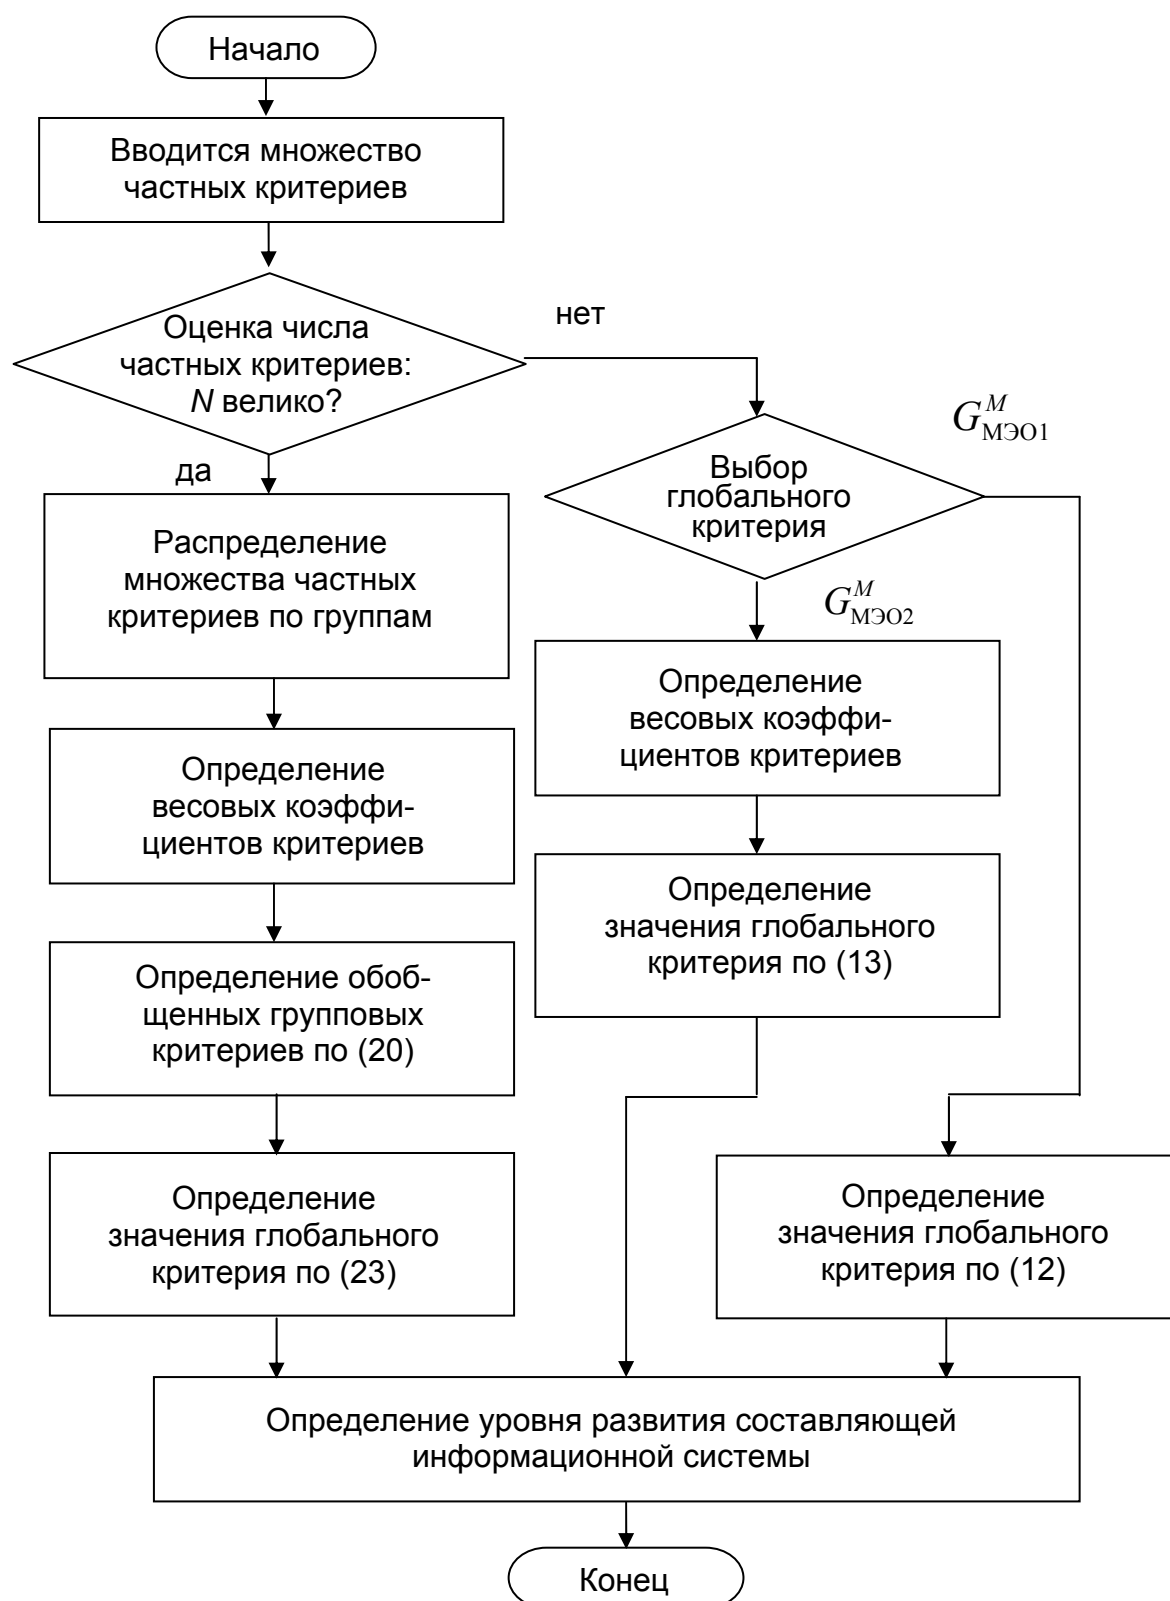 Начало
Вводится множество
частных критериев
Оценка числа
частных критериев:
N велико?
нет
да
Выбор
глобального
критерия
G^M_МЭО1
G^M_МЭО2
Распределение
множества частных
критериев по группам
Определение
весовых коэффи-
циентов критериев
Определение обоб-
щенных групповых
критериев по (20)
Определение
значения глобального
критерия по (23)
Определение
весовых коэффи-
циентов критериев
Определение
значения глобального
критерия по (13)
Определение
значения глобального
критерия по (12)
Определение уровня развития составляющей
информационной системы
Конец